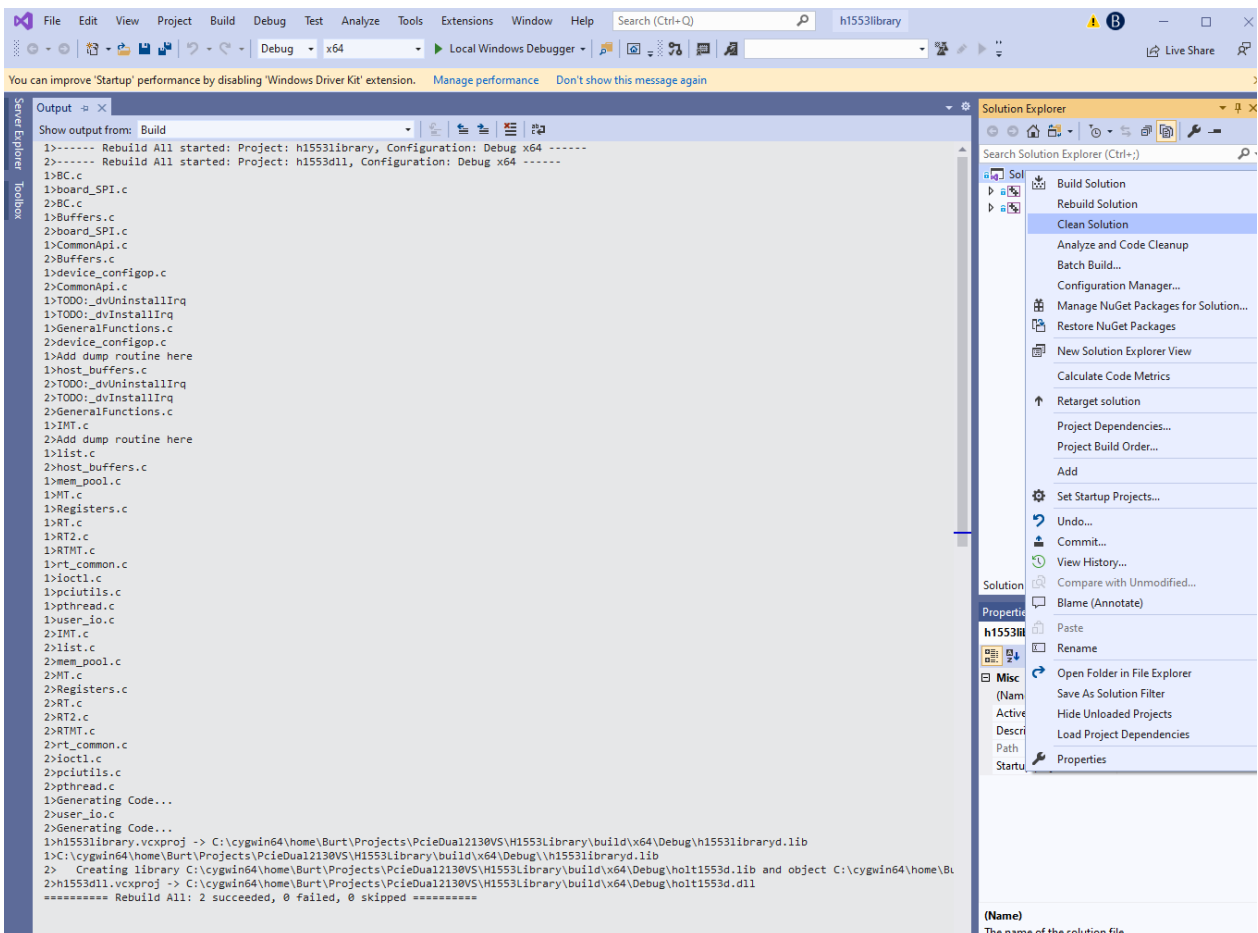 File Edit View Project Build Debug Test Analyze Tools Extensions Window Help Search (Ctrl+Q) h1553library B
Debug x64 Local Windows Debugger Live Share
You can improve 'Startup' performance by disabling 'Windows Driver Kit' extension. Manage performance Don't show this message again
Server Explorer
Toolbox
Output
Show output from: Build
1>------ Rebuild All started: Project: h1553library, Configuration: Debug x64 ------
2>------ Rebuild All started: Project: h1553dll, Configuration: Debug x64 ------
1>BC.c
1>board_SPI.c
2>BC.c
1>Buffers.c
2>board_SPI.c
1>CommonApi.c
2>Buffers.c
1>device_configop.c
2>CommonApi.c
1>TODO:_dvUninstallIrq
1>TODO:_dvInstallIrq
1>GeneralFunctions.c
2>device_configop.c
1>Add dump routine here
1>host_buffers.c
2>TODO:_dvUninstallIrq
2>TODO:_dvInstallIrq
2>GeneralFunctions.c
1>IMT.c
2>Add dump routine here
1>list.c
2>host_buffers.c
1>mem_pool.c
1>MT.c
1>Registers.c
1>RT.c
1>RT2.c
1>RTMT.c
1>rt_common.c
1>ioctl.c
1>pciutils.c
1>pthread.c
1>user_io.c
2>IMT.c
2>list.c
2>mem_pool.c
2>MT.c
2>Registers.c
2>RT.c
2>RT2.c
2>RTMT.c
2>rt_common.c
2>ioctl.c
2>pciutils.c
2>pthread.c
1>Generating Code...
2>user_io.c
2>Generating Code...
1>h1553library.vcxproj -> C:\cygwin64\home\Burt\Projects\PcieDual2130VS\H1553Library\build\x64\Debug\h1553libraryd.lib
1>C:\cygwin64\home\Burt\Projects\PcieDual2130VS\H1553Library\build\x64\Debug\\h1553libraryd.lib
2>   Creating library C:\cygwin64\home\Burt\Projects\PcieDual2130VS\H1553Library\build\x64\Debug\holt1553d.lib and object C:\cygwin64\home\Bu
2>h1553dll.vcxproj -> C:\cygwin64\home\Burt\Projects\PcieDual2130VS\H1553Library\build\x64\Debug\holt1553d.dll
========== Rebuild All: 2 succeeded, 0 failed, 0 skipped ==========
Solution Explorer
Search Solution Explorer (Ctrl+;)
Sol
Build Solution
Rebuild Solution
Clean Solution
Analyze and Code Cleanup
Batch Build...
Configuration Manager...
Manage NuGet Packages for Solution...
Restore NuGet Packages
New Solution Explorer View
Calculate Code Metrics
Retarget solution
Project Dependencies...
Project Build Order...
Add
Set Startup Projects...
Undo...
Commit...
View History...
Compare with Unmodified...
Blame (Annotate)
Paste
Rename
Open Folder in File Explorer
Save As Solution Filter
Hide Unloaded Projects
Load Project Dependencies
Properties
Solution
Propertie
h1553lib
Misc
(Nam
Active
Descri
Path
Startu
(Name)
The name of the solution file.